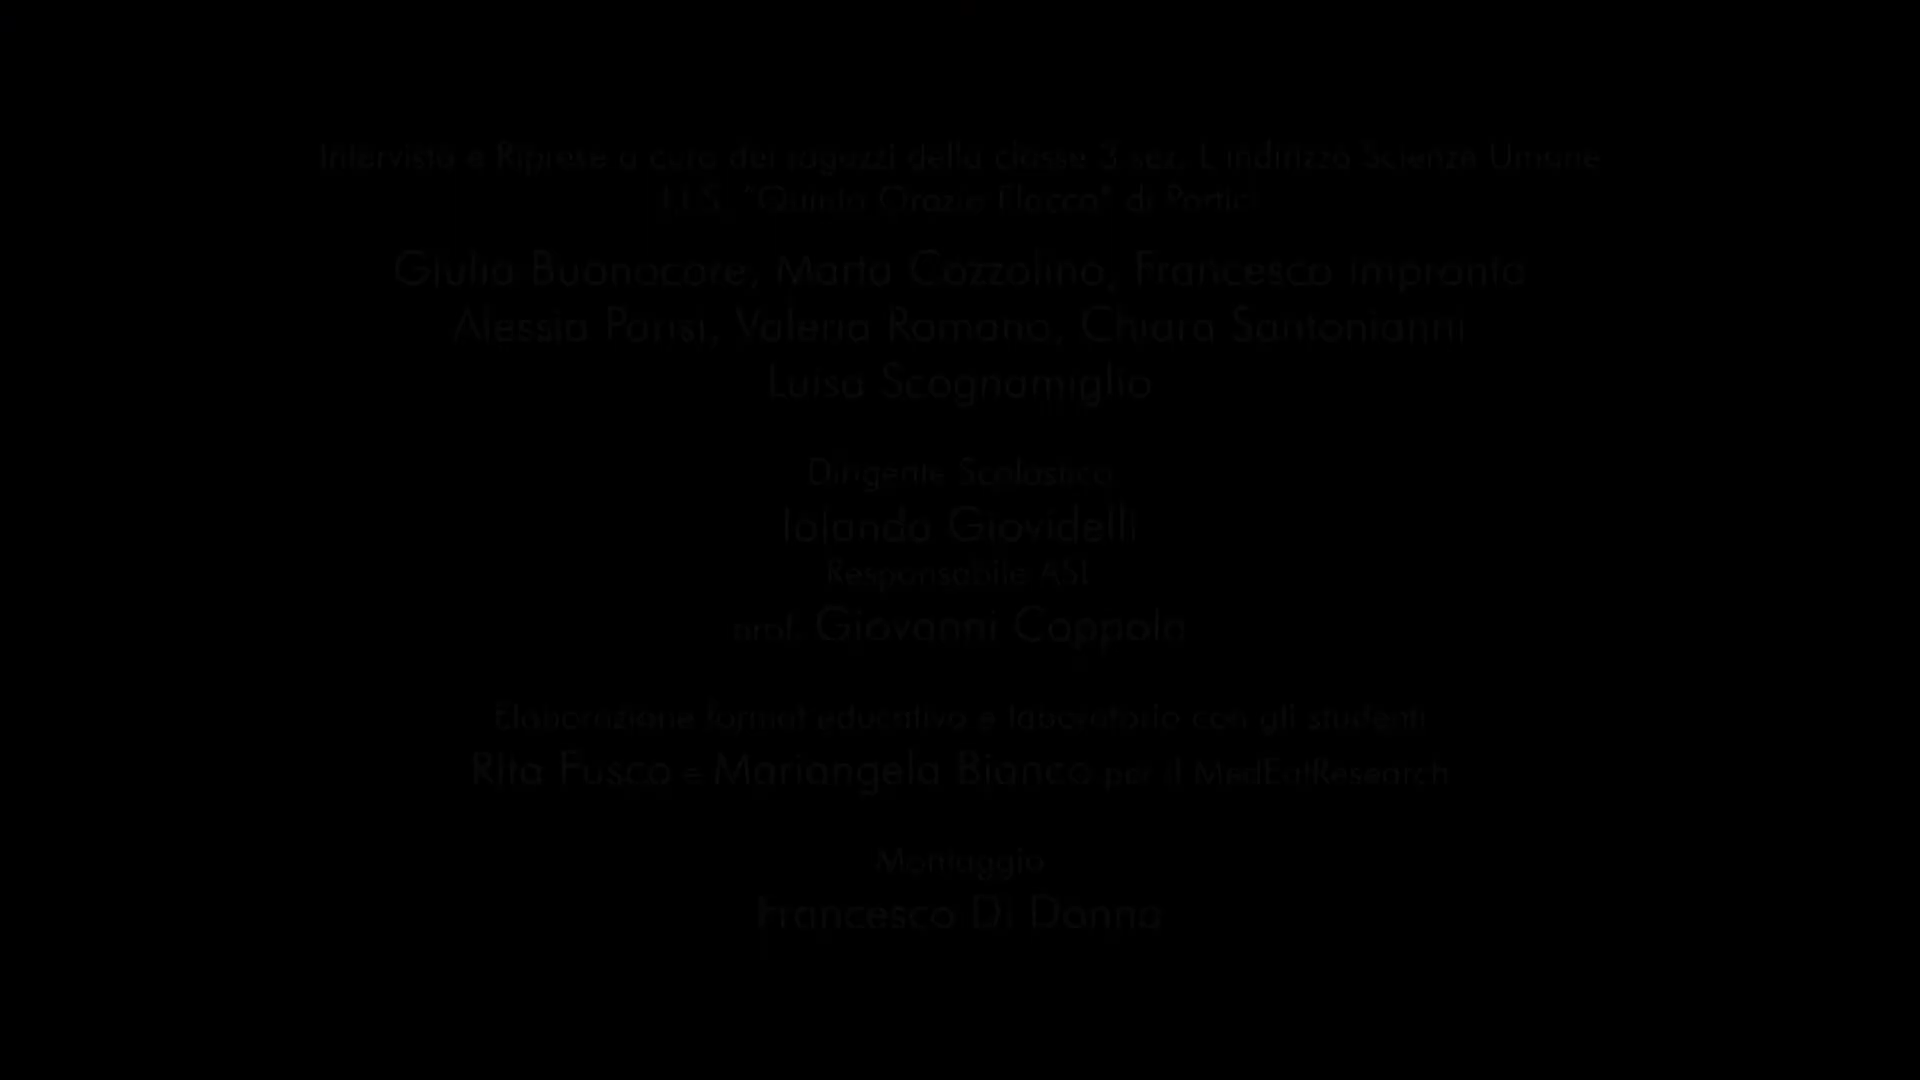 Intervista e Riprese a cura dei ragazzi della classe 3 sez. L indirizzo Scienze Umane
I.I.S. "Quinto Orazio Flacco" di Portici
Giulia Buonocore, Marta Cozzolino, Francesco Impronta
Alessia Parisi, Valeria Romano, Chiara Santonianni
Luisa Scognamiglio
Dirigente Scolastico
Iolanda Giovidelli
Responsabile ASL
prof. Giovanni Coppola
Elaborazione format educativo e laboratorio con gli studenti
Rita Fusco e Mariangela Bianco per il MedEatResearch
Montaggio
Francesco Di Donna